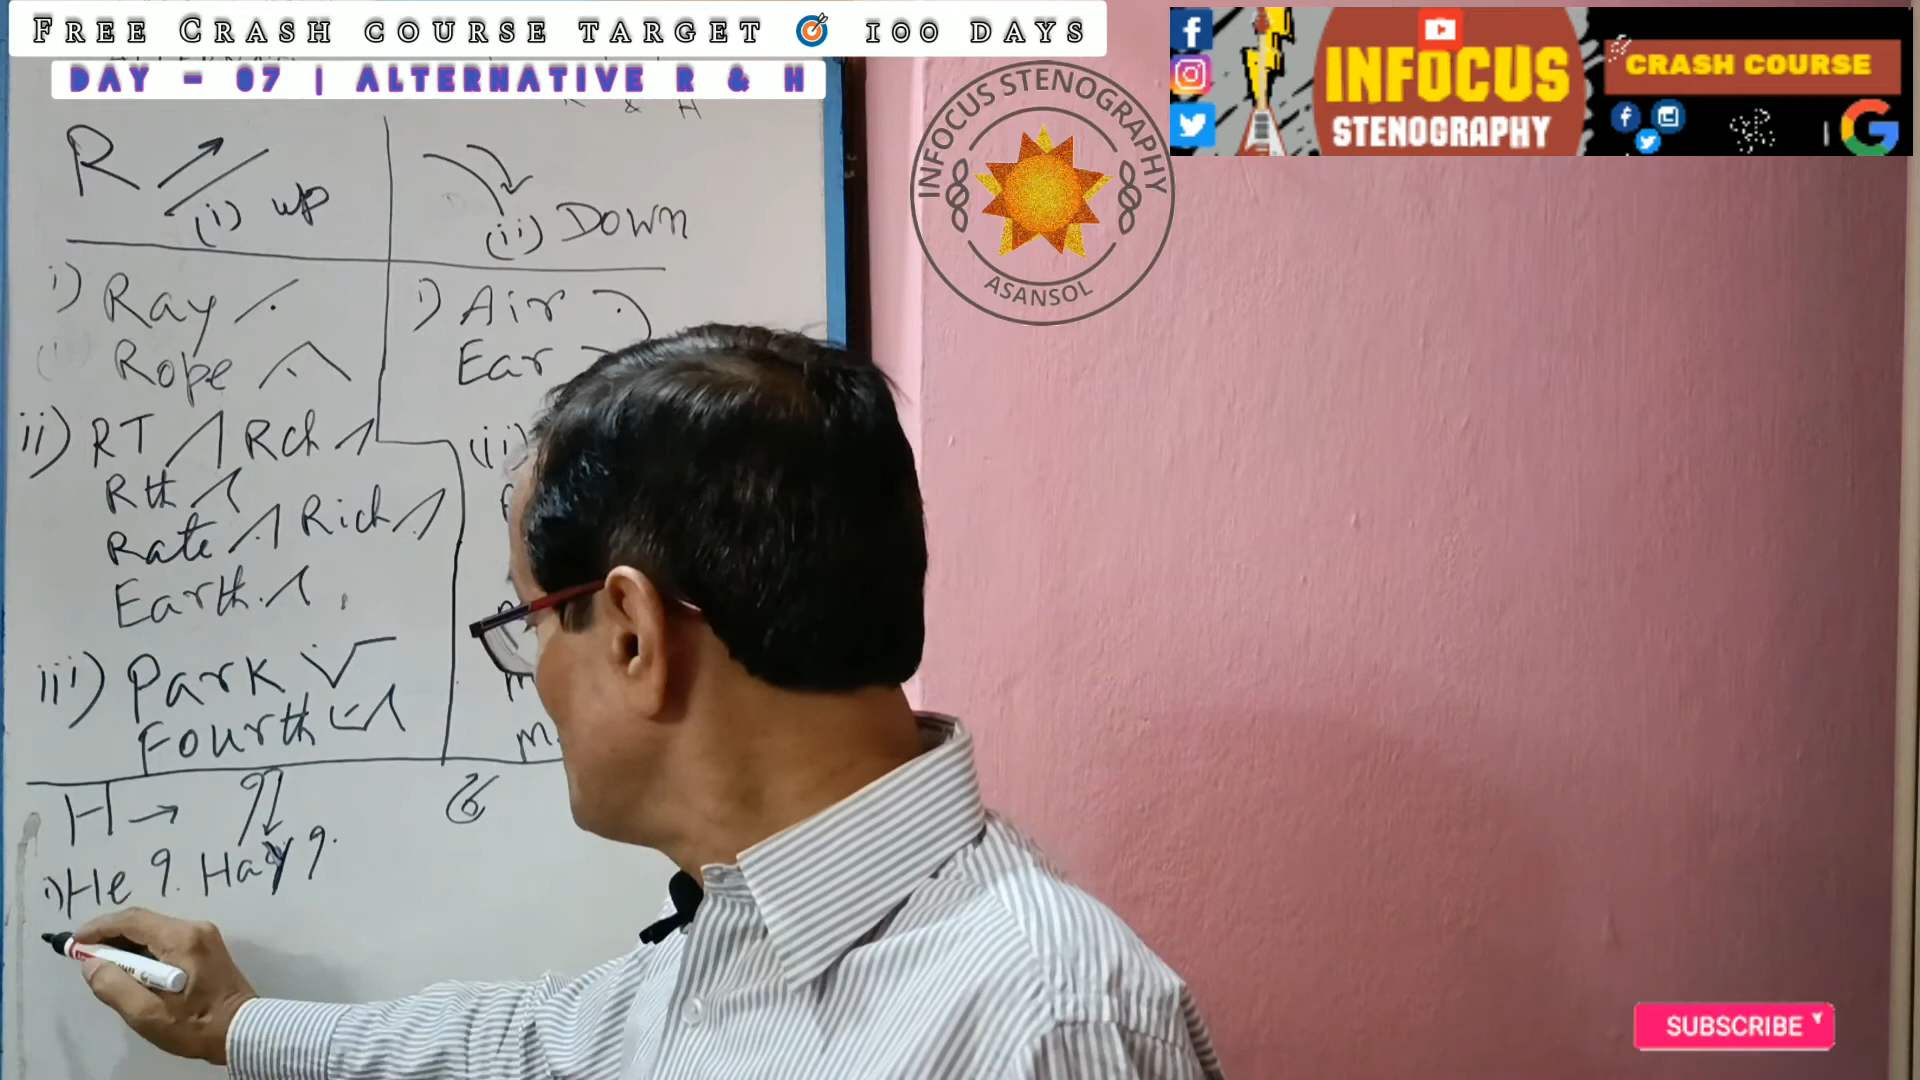 FREE CRASH COURSE TARGET 100 DAYS
DAY - 07 | ALTERNATIVE R & H
INFOCUS
STENOGRAPHY
CRASH COURSE
INFOCUS STENOGRAPHY
ASANSOL
& H
R
(i) up
(ii) Down
i) Ray
Rope
ii) RT Rch
Rth
Rate Rich
Earth
iii) Park
Fourth
i) Air
Ear
(ii)
H →
i) He Hay
SUBSCRIBE